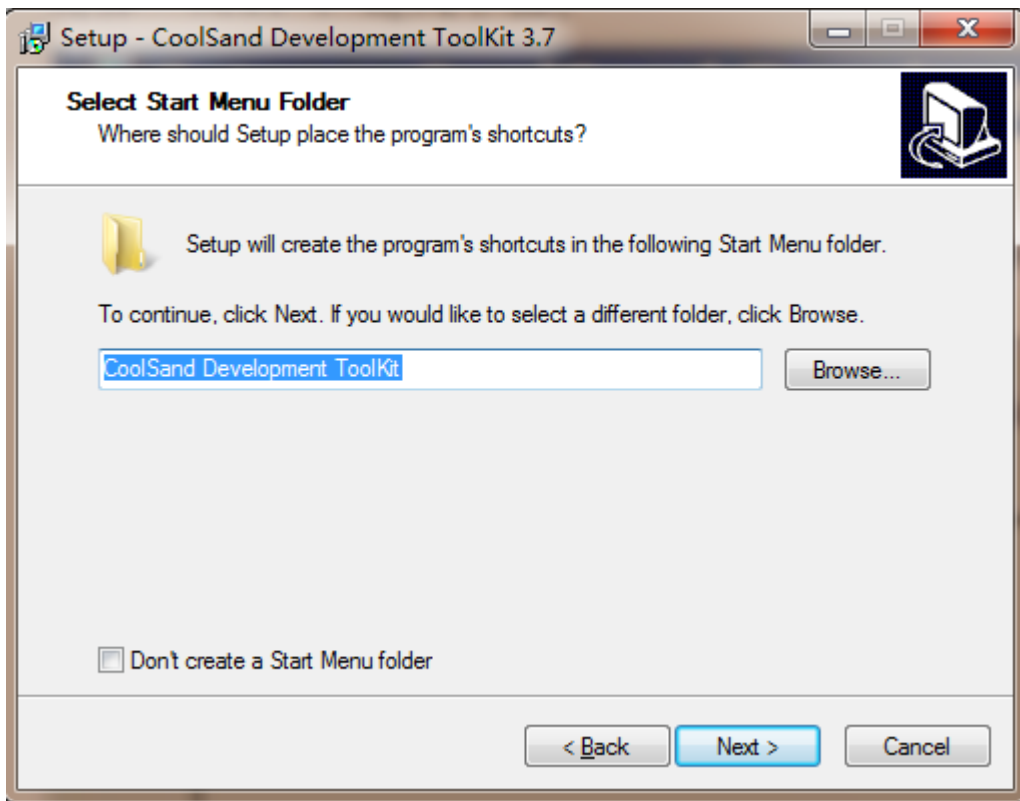 Setup - CoolSand Development ToolKit 3.7
Select Start Menu Folder
Where should Setup place the program's shortcuts?
Setup will create the program's shortcuts in the following Start Menu folder.
To continue, click Next. If you would like to select a different folder, click Browse.
CoolSand Development ToolKit
Browse...
Don't create a Start Menu folder
< Back
Next >
Cancel